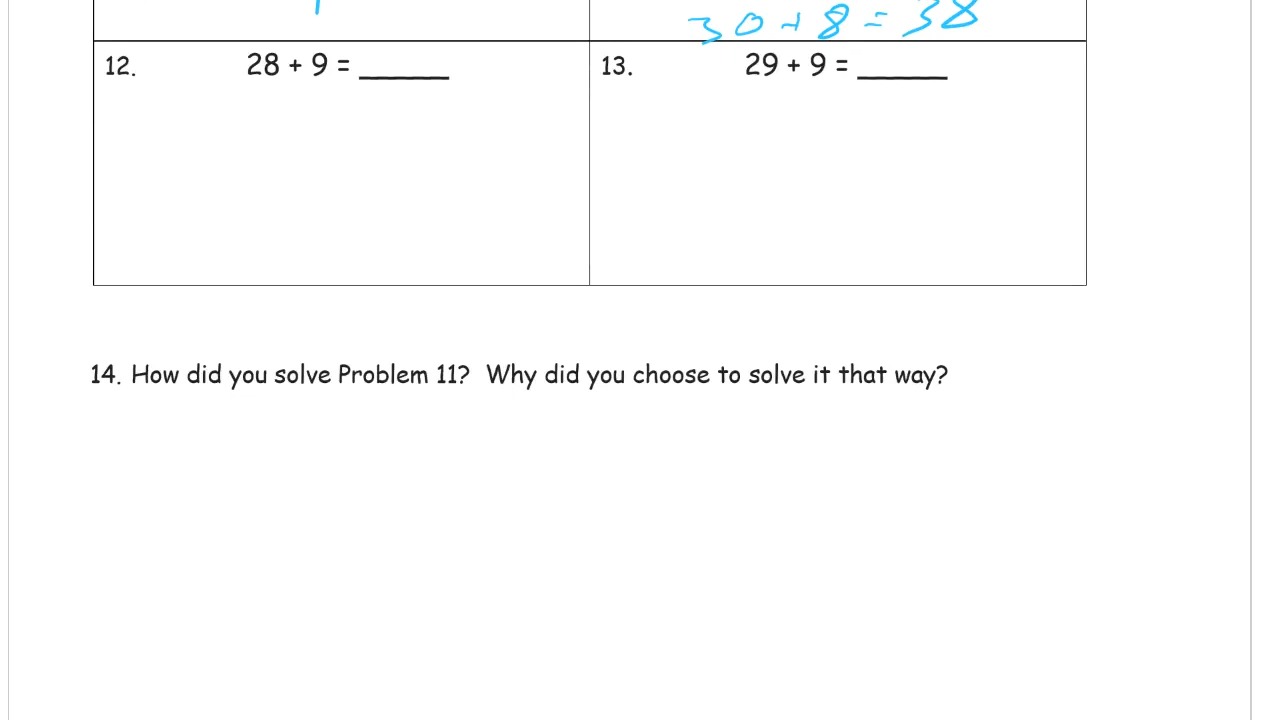 30 + 8 = 38
12. 28 + 9 = ______
13. 29 + 9 = ______
14. How did you solve Problem 11? Why did you choose to solve it that way?